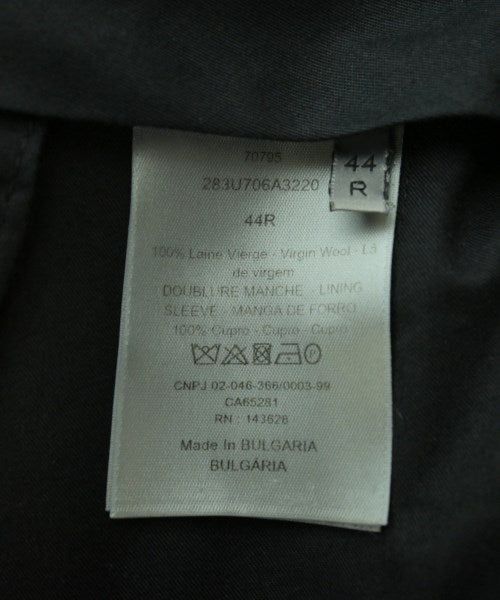 70795
283U706A3220
44
R
44R
100% Laine Vierge - Virgin Wool - Lã
de virgem
DOUBLURE MANCHE - LINING
SLEEVE - MANGA DE FORRO
100% Cupro - Cupro - Cupro
CNPJ 02-046-366/0003-99
CA65281
RN : 143628
Made In BULGARIA
BULGÁRIA